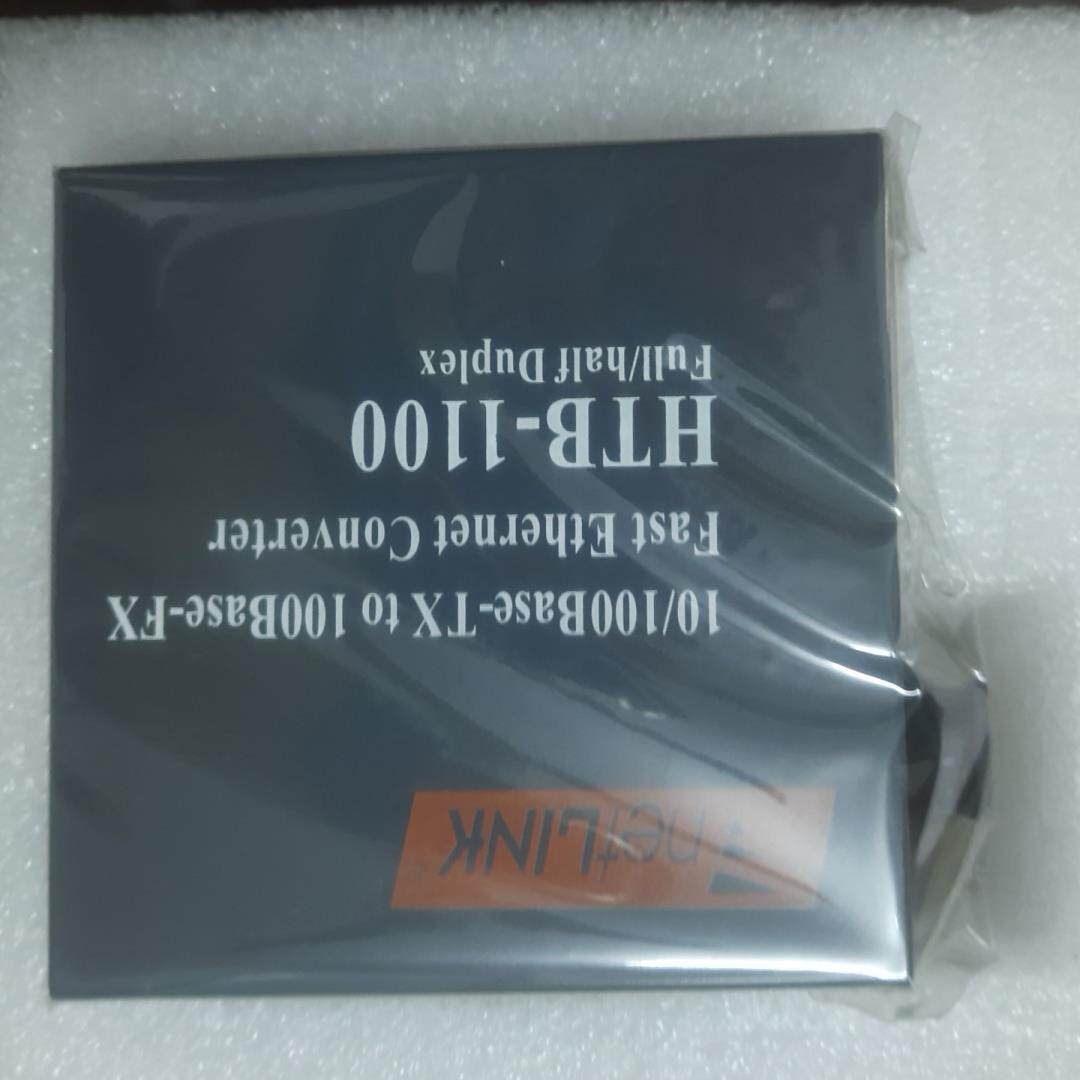 netLINK
10/100Base-TX to 100Base-FX
Fast Ethernet Converter
HTB-1100
Full/half Duplex